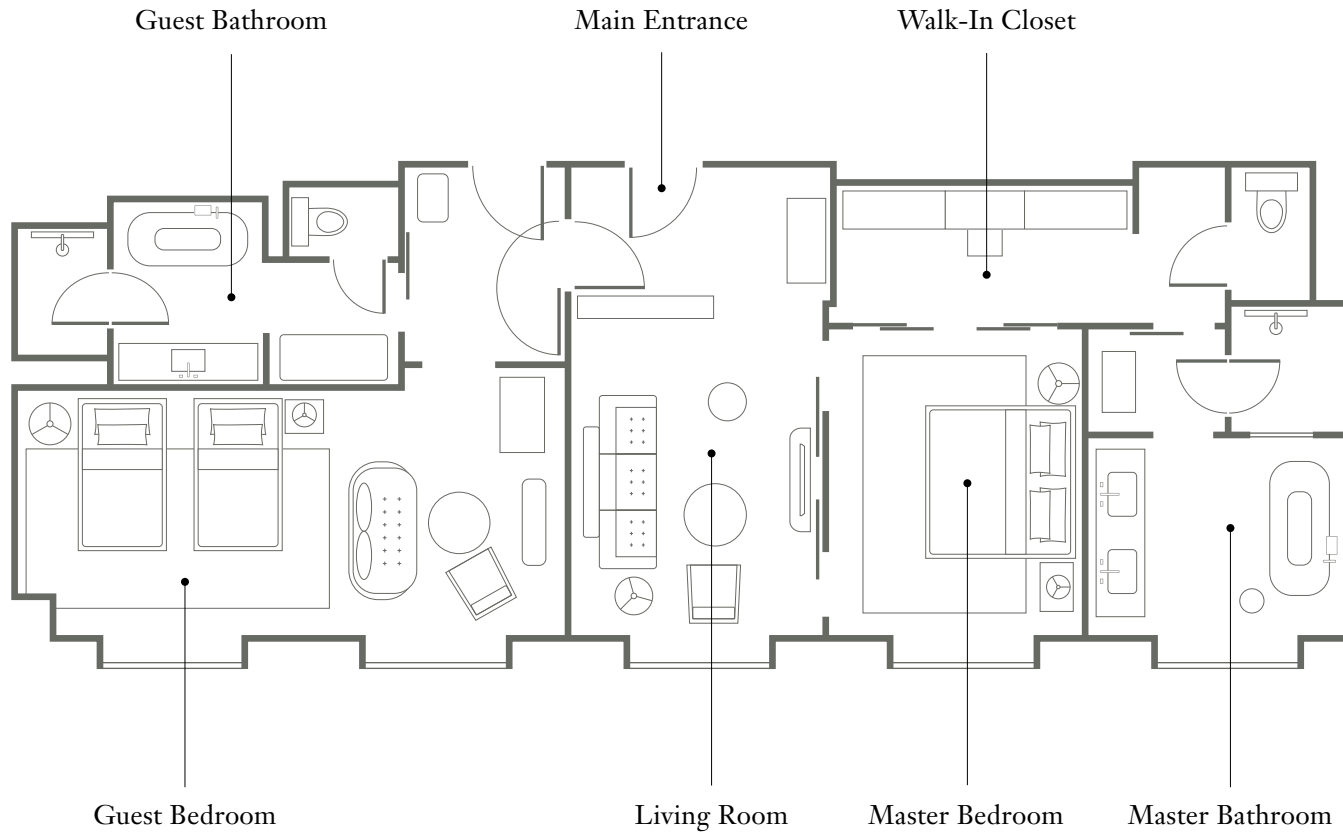 Guest Bathroom
Main Entrance
Walk-In Closet
Guest Bedroom
Living Room
Master Bedroom
Master Bathroom